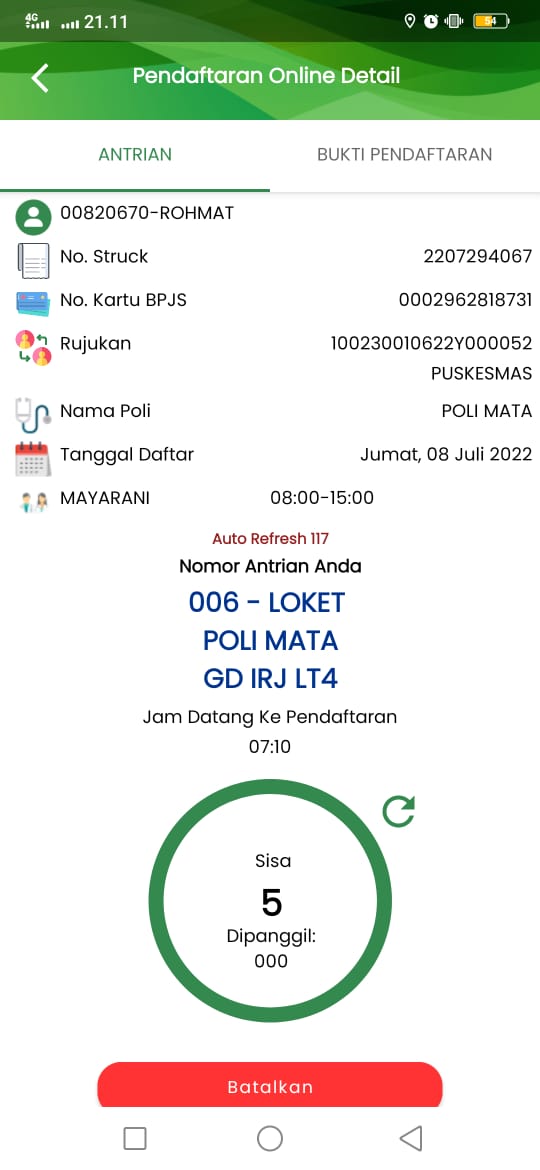 4G 21.11 54
Pendaftaran Online Detail
ANTRIAN BUKTI PENDAFTARAN
00820670-ROHMAT
No. Struck 2207294067
No. Kartu BPJS 0002962818731
Rujukan 100230010622Y000052
PUSKESMAS
Nama Poli POLI MATA
Tanggal Daftar Jumat, 08 Juli 2022
MAYARANI 08:00-15:00
Auto Refresh 117
Nomor Antrian Anda
006 - LOKET
POLI MATA
GD IRJ LT4
Jam Datang Ke Pendaftaran
07:10
Sisa
5
Dipanggil:
000
Batalkan